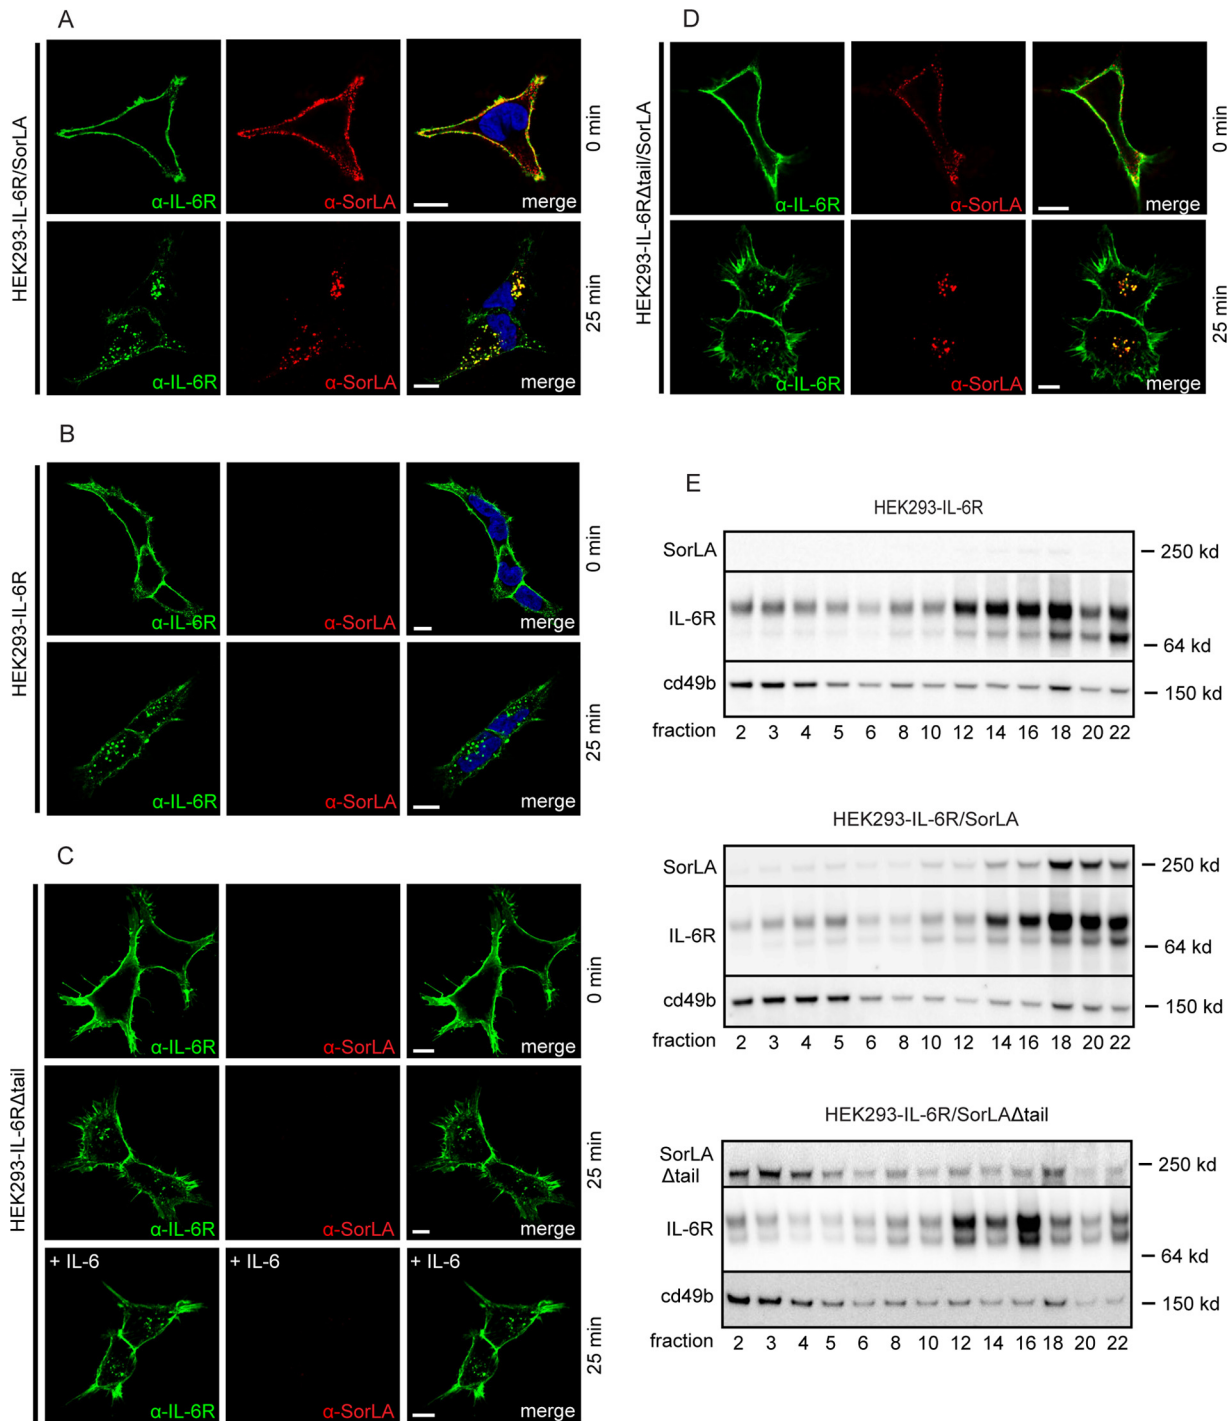 A
HEK293-IL-6R/SorLA
α-IL-6R
α-SorLA
merge
0 min
α-IL-6R
α-SorLA
merge
25 min
B
HEK293-IL-6R
α-IL-6R
α-SorLA
merge
0 min
α-IL-6R
α-SorLA
merge
25 min
C
HEK293-IL-6RΔtail
α-IL-6R
α-SorLA
merge
0 min
α-IL-6R
α-SorLA
merge
25 min
+ IL-6
+ IL-6
+ IL-6
α-IL-6R
α-SorLA
merge
25 min
D
HEK293-IL-6RΔtail/SorLA
α-IL-6R
α-SorLA
merge
0 min
α-IL-6R
α-SorLA
merge
25 min
E
HEK293-IL-6R
SorLA
250 kd
IL-6R
64 kd
cd49b
150 kd
fraction 2 3 4 5 6 8 10 12 14 16 18 20 22
HEK293-IL-6R/SorLA
SorLA
250 kd
IL-6R
64 kd
cd49b
150 kd
fraction 2 3 4 5 6 8 10 12 14 16 18 20 22
HEK293-IL-6R/SorLAΔtail
SorLA
Δtail
250 kd
IL-6R
64 kd
cd49b
150 kd
fraction 2 3 4 5 6 8 10 12 14 16 18 20 22